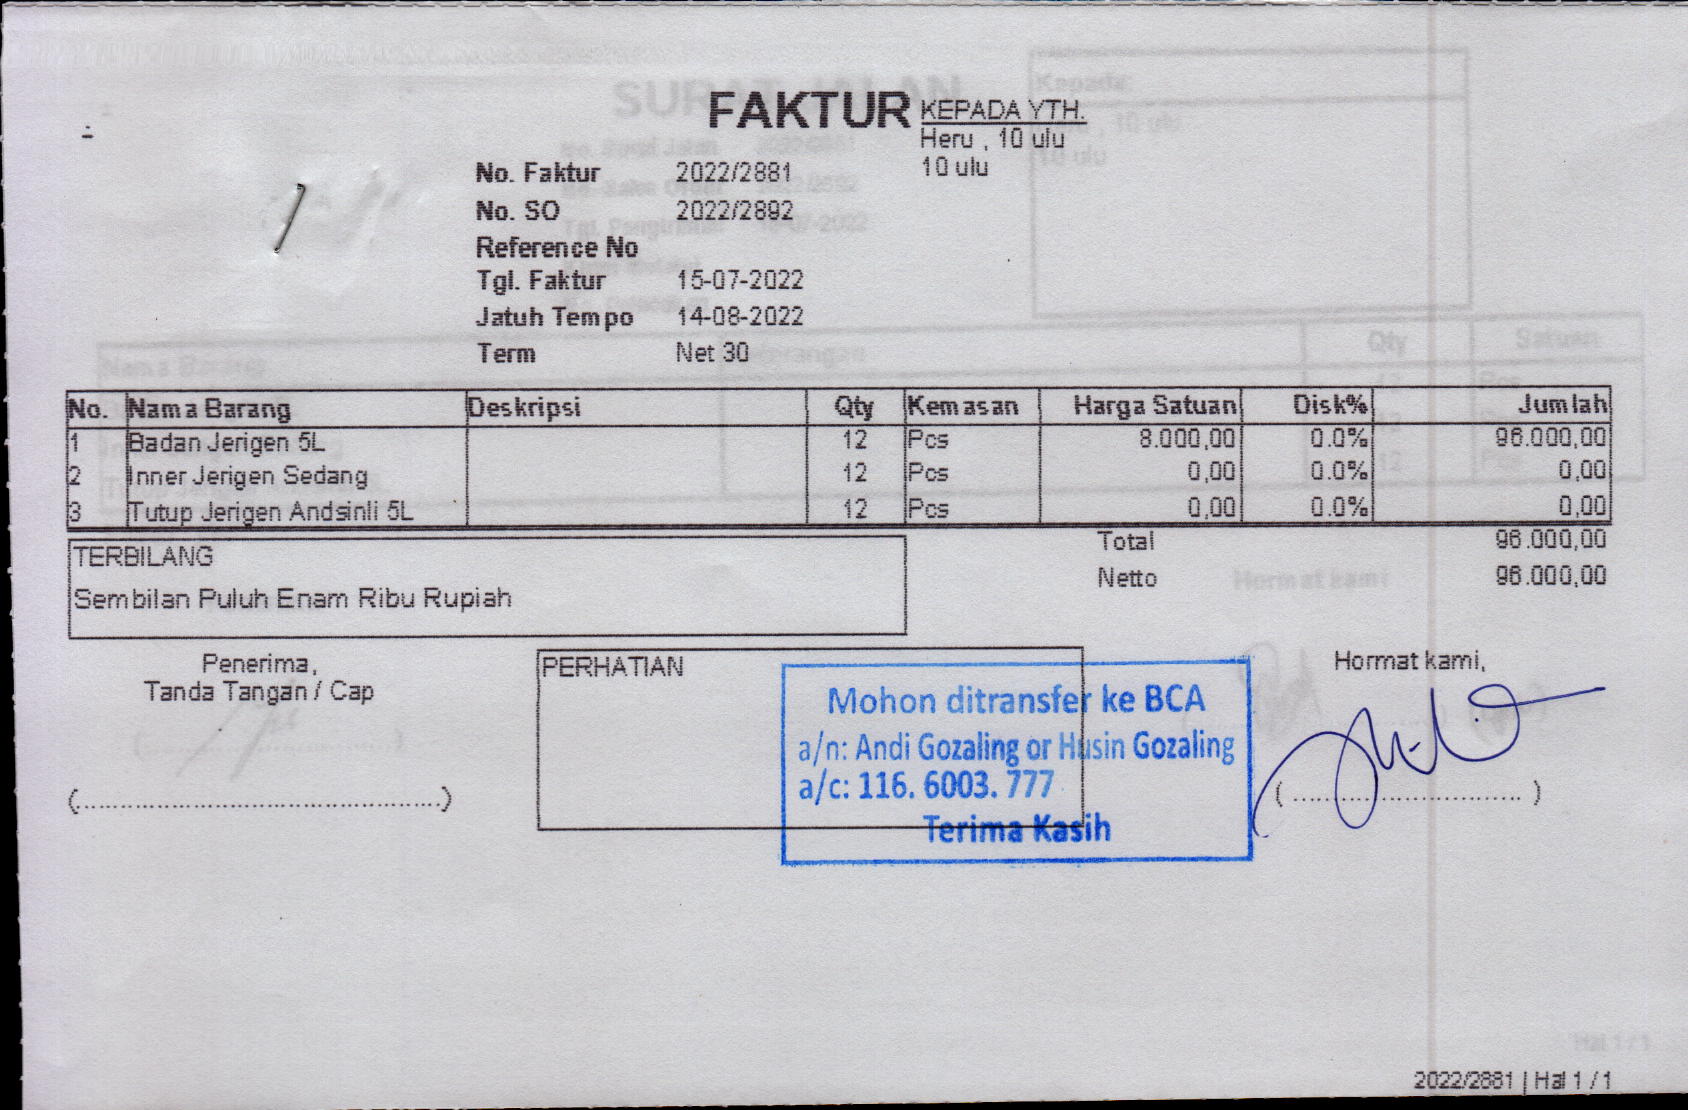 FAKTUR
KEPADA YTH.
Heru , 10 ulu
10 ulu
No. Faktur 2022/2881
No. SO 2022/2892
Reference No
Tgl. Faktur 15-07-2022
Jatuh Tempo 14-08-2022
Term Net 30
No. Nama Barang Deskripsi Qty Kemasan Harga Satuan Disk% Jumlah
1 Badan Jerigen 5L 12 Pcs 8.000,00 0.0% 96.000,00
2 Inner Jerigen Sedang 12 Pcs 0,00 0.0% 0,00
3 Tutup Jerigen Andsinli 5L 12 Pcs 0,00 0.0% 0,00
Total 96.000,00
Netto 96.000,00
TERBILANG
Sembilan Puluh Enam Ribu Rupiah
Penerima,
Tanda Tangan / Cap
(..........................................)
PERHATIAN
Mohon ditransfer ke BCA
a/n: Andi Gozaling or Husin Gozaling
a/c: 116. 6003. 777
Terima Kasih
Hormat kami,
( .............................. )
2022/2881 | Hal 1 / 1